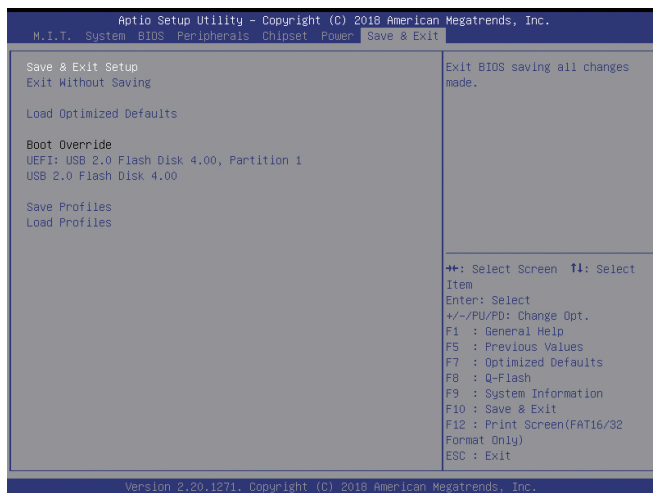 Aptio Setup Utility – Copyright (C) 2018 American Megatrends, Inc.
M.I.T. System BIOS Peripherals Chipset Power Save & Exit
Save & Exit Setup
Exit Without Saving
Load Optimized Defaults
Boot Override
UEFI: USB 2.0 Flash Disk 4.00, Partition 1
USB 2.0 Flash Disk 4.00
Save Profiles
Load Profiles
Exit BIOS saving all changes
made.
→←: Select Screen ↑↓: Select
Item
Enter: Select
+/-/PU/PD: Change Opt.
F1 : General Help
F5 : Previous Values
F7 : Optimized Defaults
F8 : Q-Flash
F9 : System Information
F10 : Save & Exit
F12 : Print Screen(FAT16/32
Format Only)
ESC : Exit
Version 2.20.1271. Copyright (C) 2018 American Megatrends, Inc.